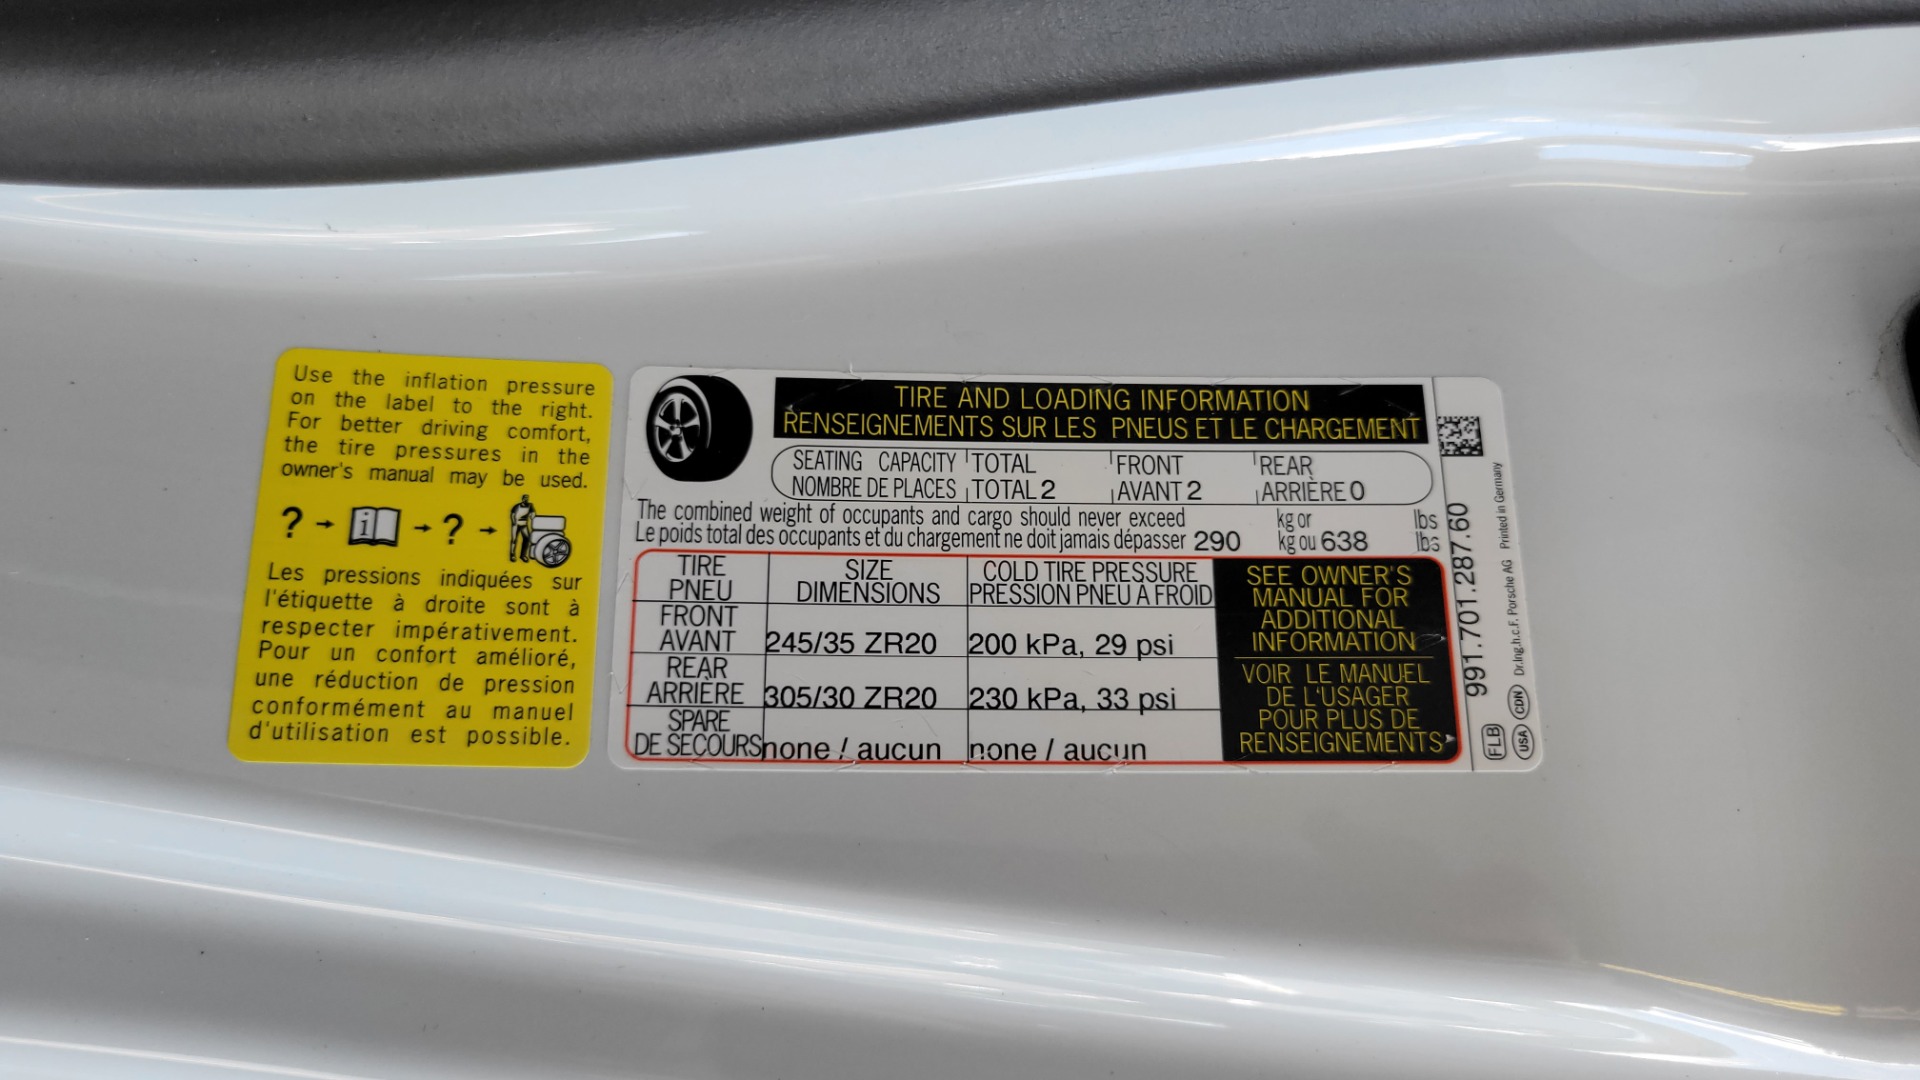 Use the inflation pressure
on the label to the right.
For better driving comfort,
the tire pressures in the
owner's manual may be used.
? i ?
Les pressions indiquées sur
l'étiquette à droite sont à
respecter impérativement.
Pour un confort amélioré,
une réduction de pression
conformément au manuel
d'utilisation est possible.
TIRE AND LOADING INFORMATION
RENSEIGNEMENTS SUR LES PNEUS ET LE CHARGEMENT
SEATING CAPACITY TOTAL FRONT REAR
NOMBRE DE PLACES TOTAL 2 AVANT 2 ARRIÈRE 0
The combined weight of occupants and cargo should never exceed kg or lbs
Le poids total des occupants et du chargement ne doit jamais dépasser 290 kg ou 638 lbs
TIRE SIZE COLD TIRE PRESSURE
PNEU DIMENSIONS PRESSION PNEU A FROID
FRONT
AVANT 245/35 ZR20 200 kPa, 29 psi
REAR
ARRIÈRE 305/30 ZR20 230 kPa, 33 psi
SPARE
DE SECOURS none / aucun none / aucun
SEE OWNER'S
MANUAL FOR
ADDITIONAL
INFORMATION
VOIR LE MANUEL
DE L'USAGER
POUR PLUS DE
RENSEIGNEMENTS
991.701.287.60
FLB
USA CDN Dr.Ing.h.c.F. Porsche AG Printed in Germany